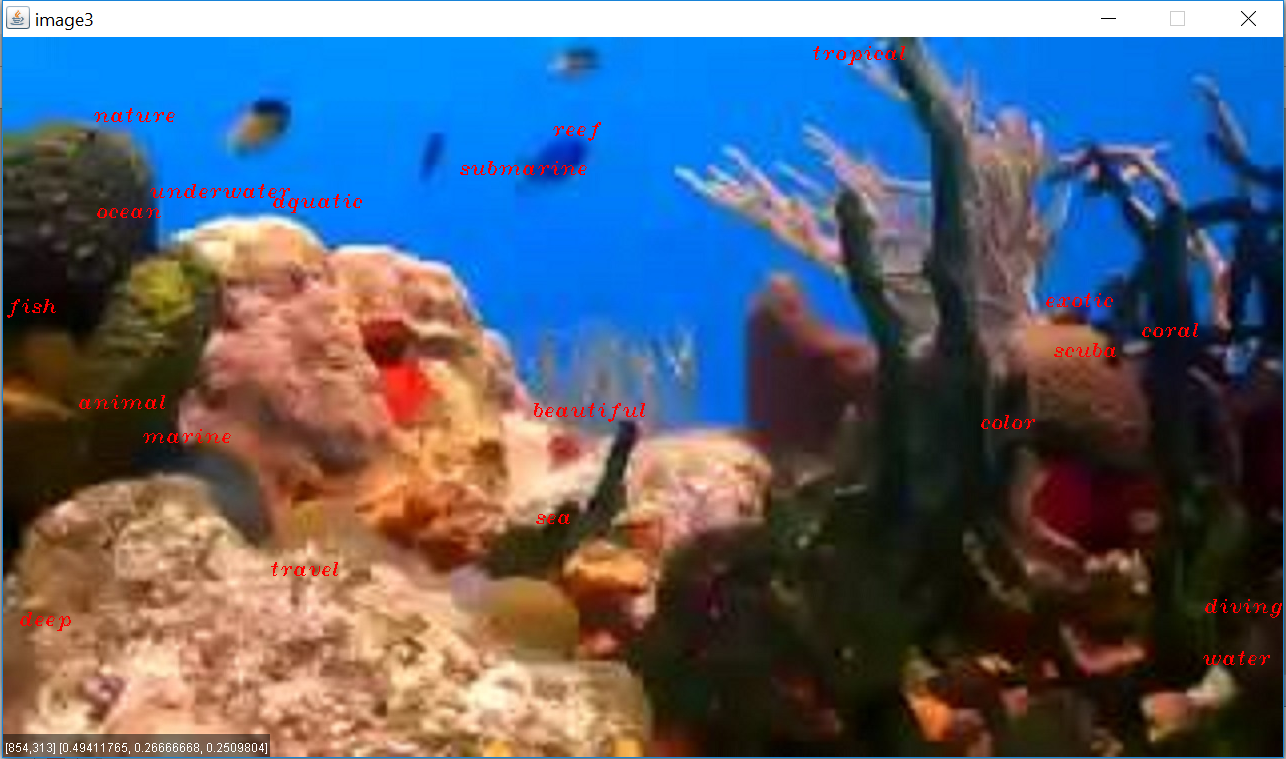 image3
tropical
nature
reef
submarine
underwater
aquatic
ocean
exotic
fish
coral
scuba
animal
beautiful
color
marine
sea
travel
diving
deep
water
[854,313] [0.49411765, 0.26666668, 0.2509804]